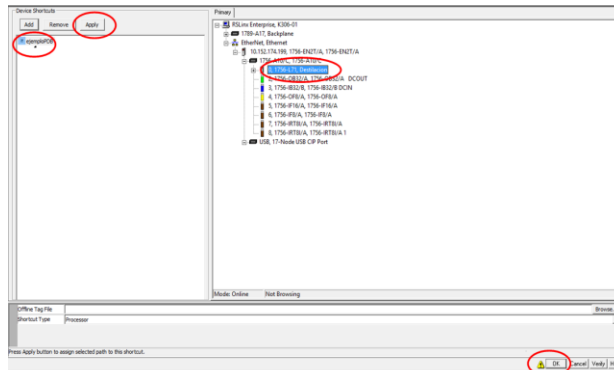 Device Shortcuts
Add Remove Apply
ejemploPDB
Primary
RSLinx Enterprise, K306-01
1789-A17, Backplane
EtherNet, Ethernet
10.152.174.199, 1756-EN2T/A, 1756-EN2T/A
1756-A10/C, 1756-A10/C
0, 1756-L71, Destilacion
2, 1756-OB32/A, 1756-OB32/A DCOUT
3, 1756-IB32/B, 1756-IB32/B DCIN
4, 1756-OF8/A, 1756-OF8/A
5, 1756-IF16/A, 1756-IF16/A
6, 1756-IF8/A, 1756-IF8/A
7, 1756-IRT8I/A, 1756-IRT8I/A
8, 1756-IRT8I/A, 1756-IRT8I/A 1
USB, 17-Node USB CIP Port
Mode: Online Not Browsing
Offline Tag File
Browse.
Shortcut Type Processor
Press Apply button to assign selected path to this shortcut.
OK Cancel Verify